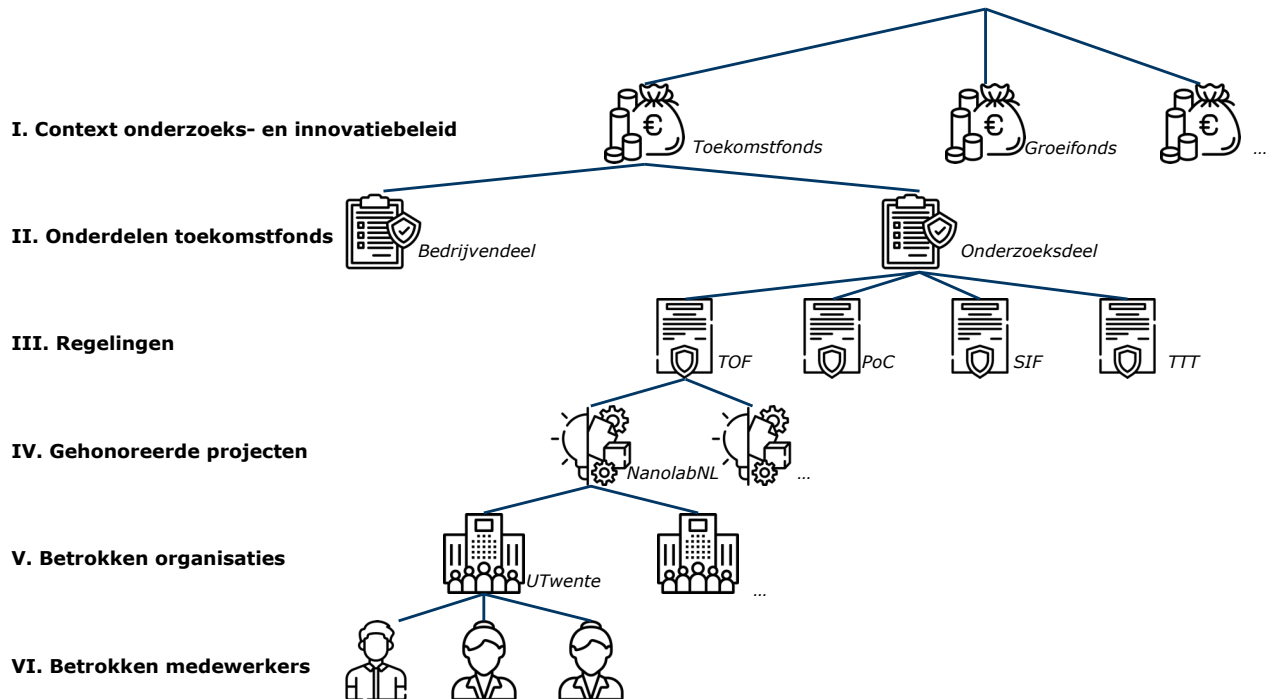 I. Context onderzoeks- en innovatiebeleid
€ Toekomstfonds
€ Groeifonds
€ ...
II. Onderdelen toekomstfonds
Bedrijvendeel
Onderzoeksdeel
III. Regelingen
TOF
PoC
SIF
TTT
IV. Gehonoreerde projecten
NanolabNL
...
V. Betrokken organisaties
UTwente
...
VI. Betrokken medewerkers